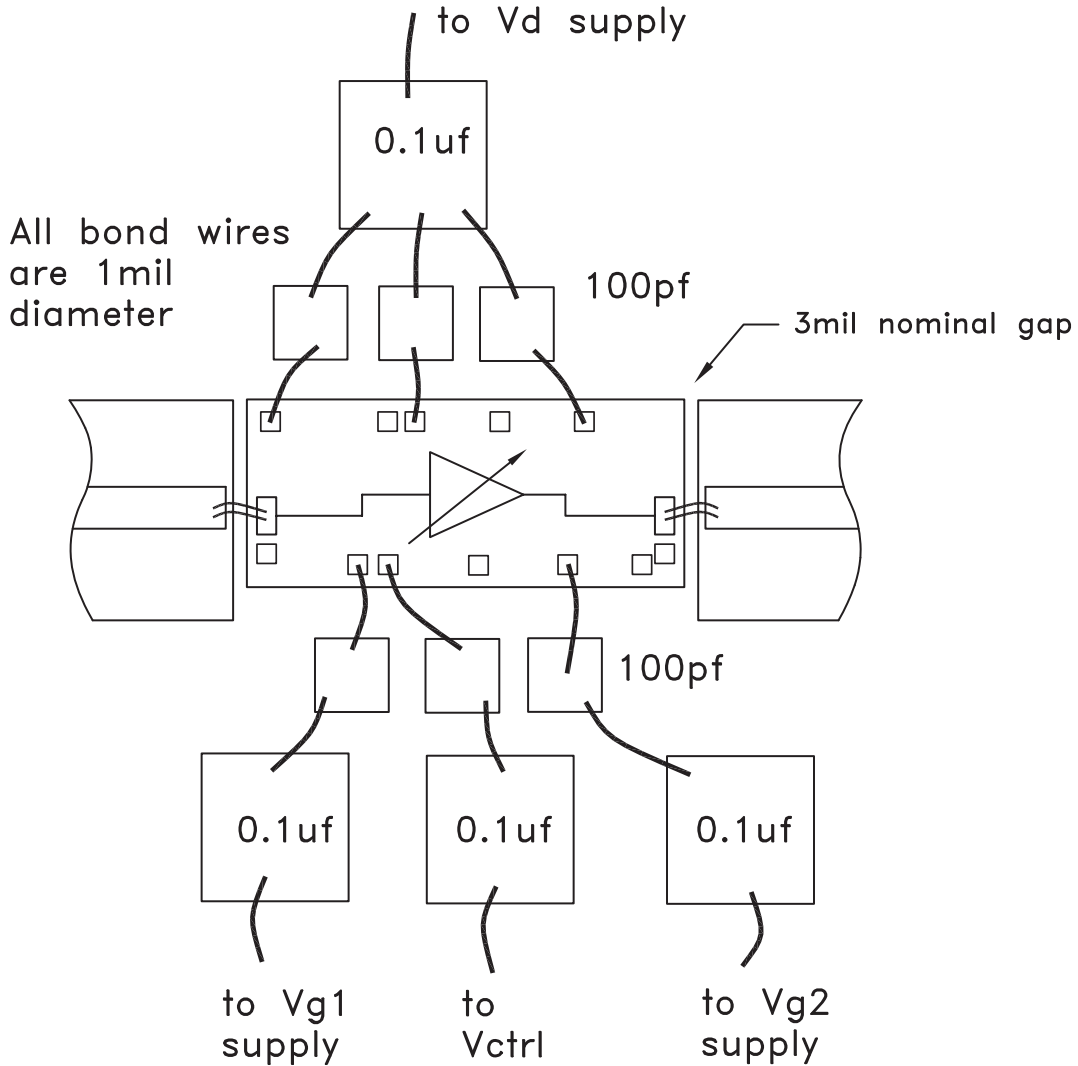 to Vd supply
0.1uf
All bond wires
are 1mil
diameter
100pf
3mil nominal gap
100pf
0.1uf
0.1uf
0.1uf
to Vg1
supply
to
Vctrl
to Vg2
supply